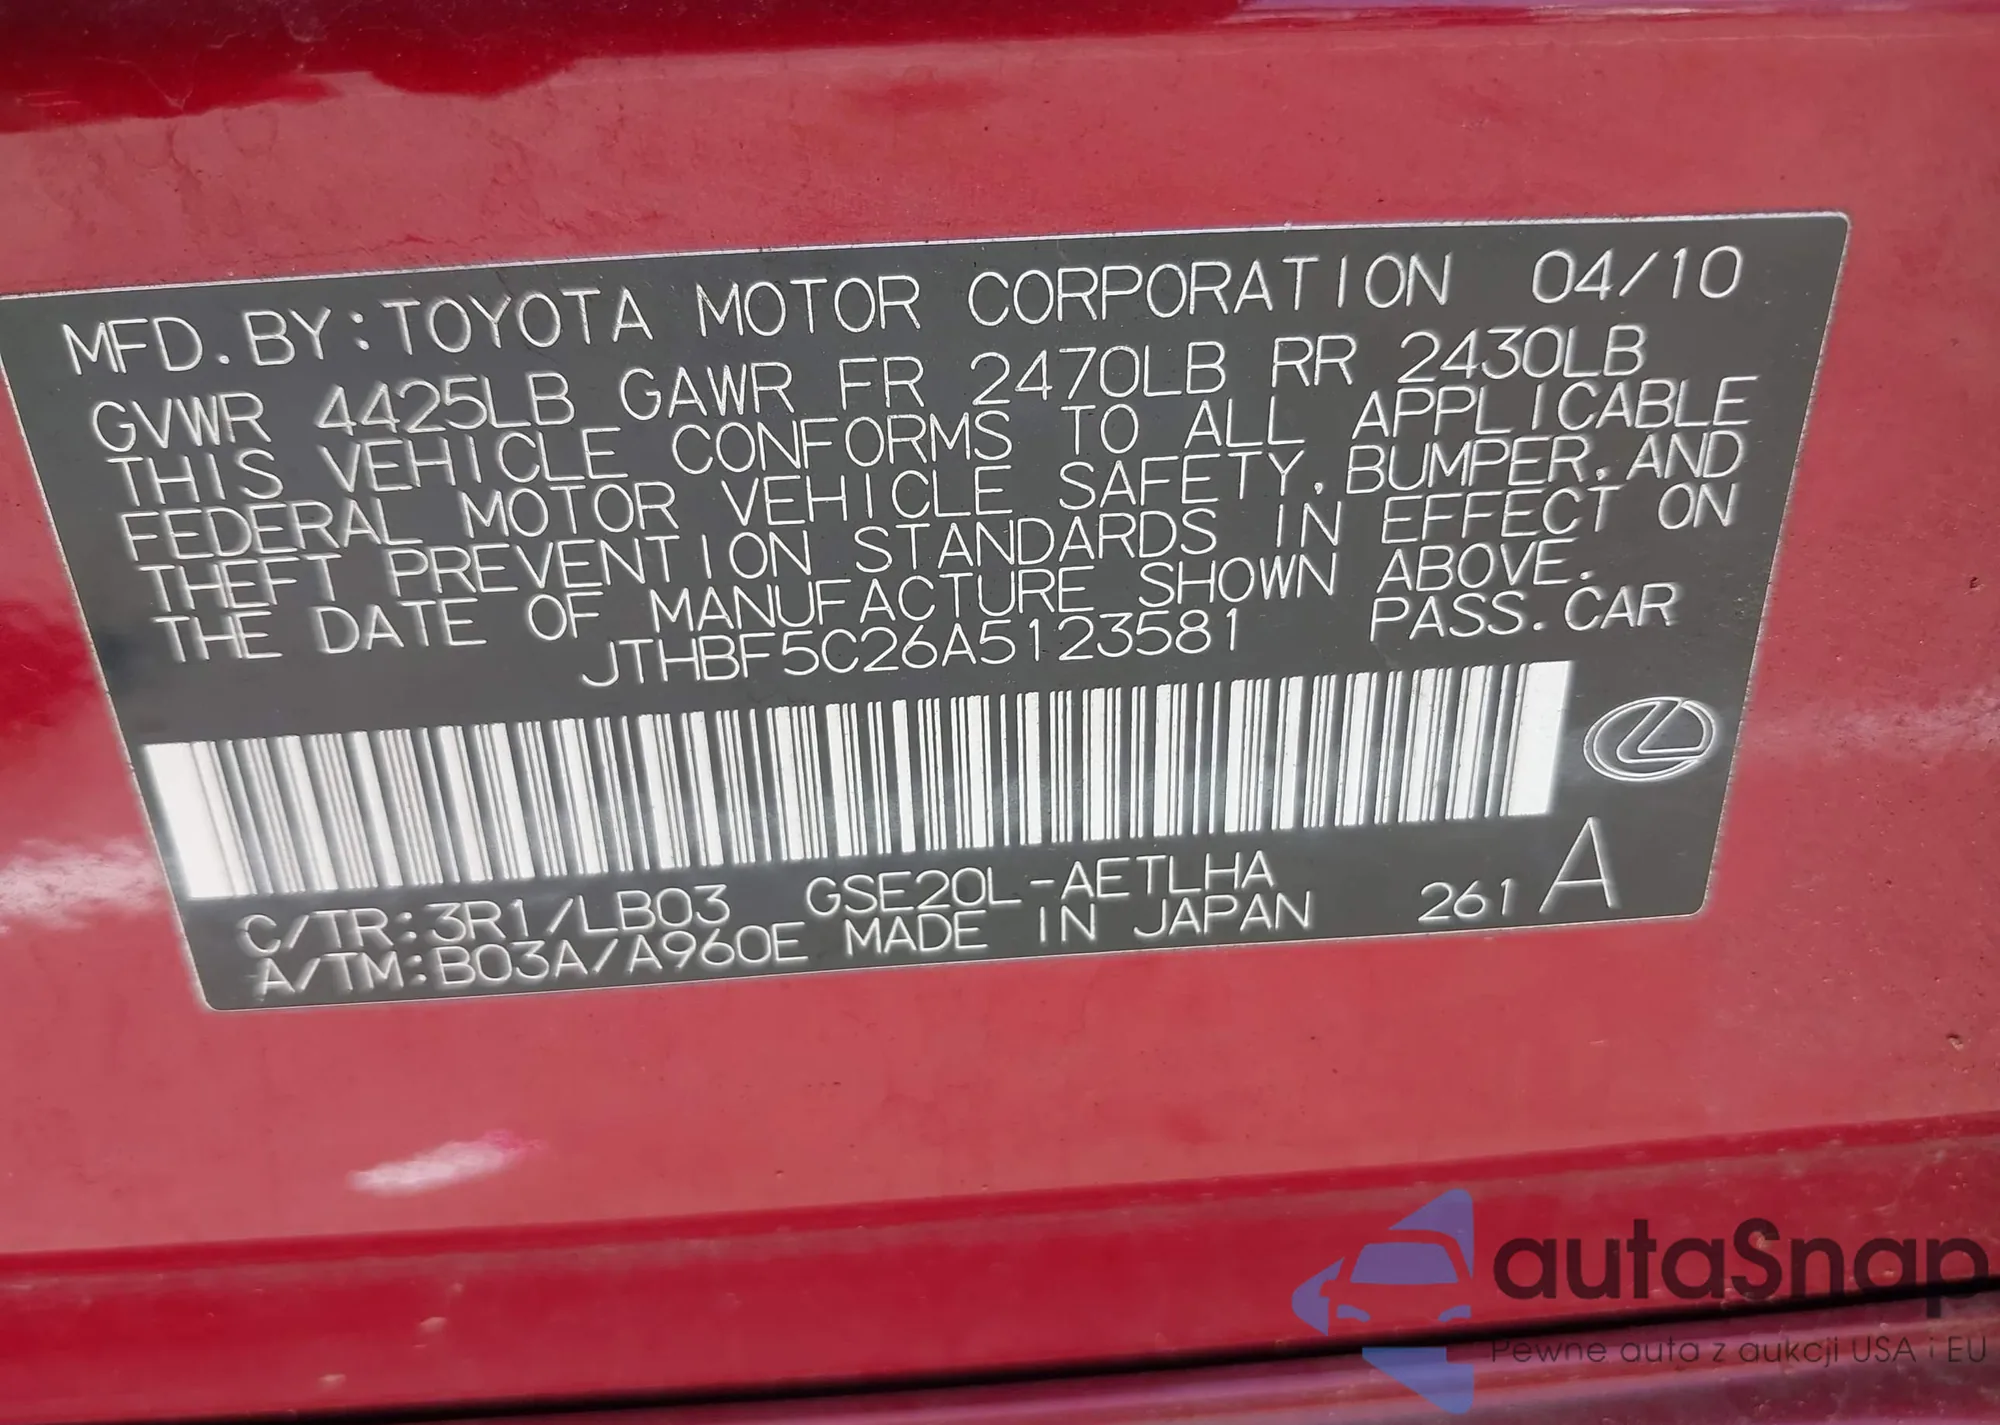 MFD.BY:TOYOTA MOTOR CORPORATION 04/10
GVWR 4425LB GAWR FR 2470LB RR 2430LB
THIS VEHICLE CONFORMS TO ALL APPLICABLE
FEDERAL MOTOR VEHICLE SAFETY, BUMPER, AND
THEFT PREVENTION STANDARDS IN EFFECT ON
THE DATE OF MANUFACTURE SHOWN ABOVE.
JTHBF5C26A5123581 PASS.CAR
C/TR:3R1/LB03 GSE20L-AETLHA
A/TM:B03A/A960E MADE IN JAPAN 261 A
autaSnap
Pewne auta z aukcji USA i EU